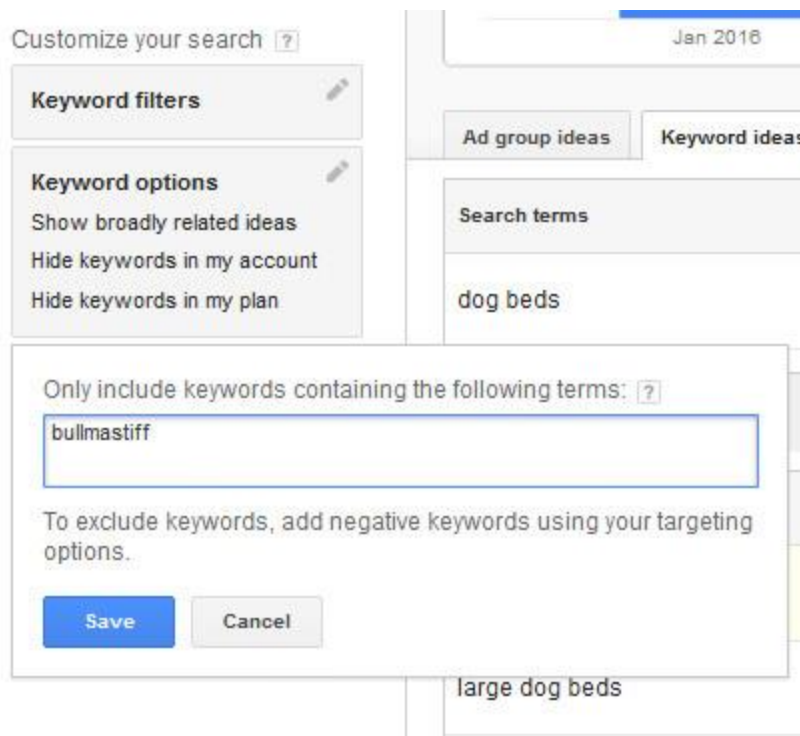 Customize your search ?
Jan 2016
Keyword filters
Ad group ideas
Keyword ideas
Keyword options
Show broadly related ideas
Hide keywords in my account
Hide keywords in my plan
Search terms
dog beds
Only include keywords containing the following terms: ?
bullmastiff
To exclude keywords, add negative keywords using your targeting
options.
Save
Cancel
large dog beds